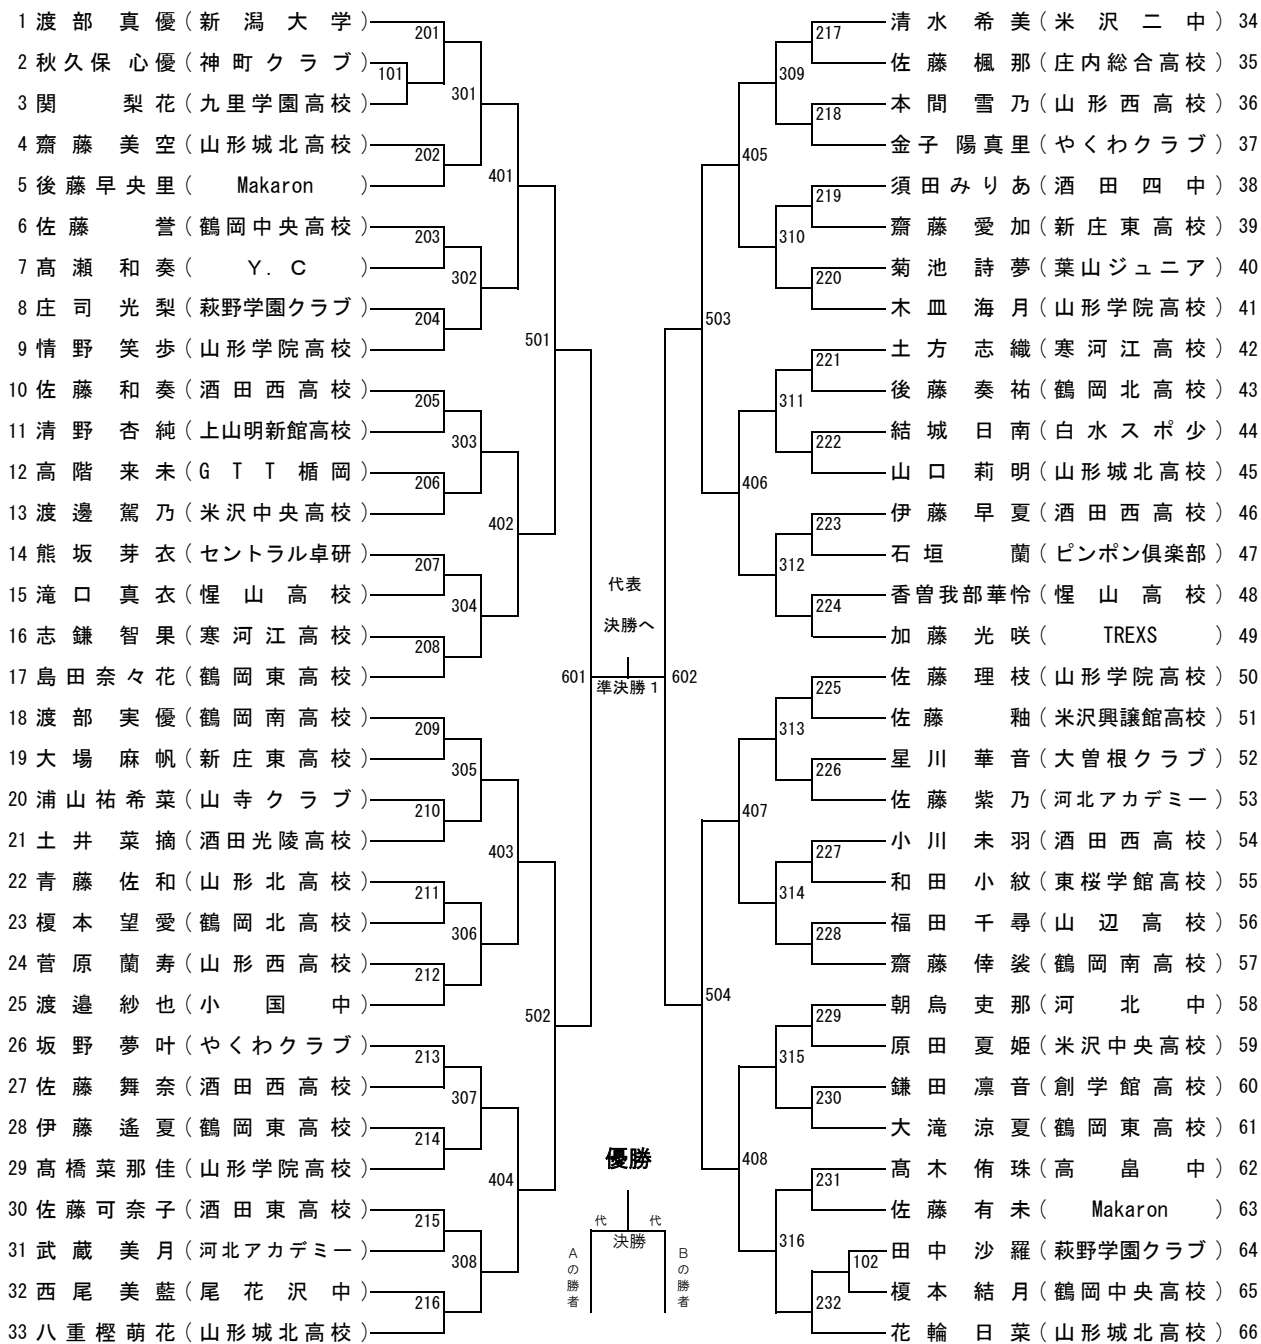 1 渡部 真優 (新潟大学)
2 秋久保 心優 (神町クラブ)
3 関 梨花 (九里学園高校)
4 齋藤 美空 (山形城北高校)
5 後藤早央里 (Makaron)
6 佐藤 誉 (鶴岡中央高校)
7 髙瀬 和奏 (Y. C)
8 庄司 光梨 (萩野学園クラブ)
9 情野 笑歩 (山形学院高校)
10 佐藤 和奏 (酒田西高校)
11 清野 杏純 (上山明新館高校)
12 高階 来未 (GTT楯岡)
13 渡邊 駕乃 (米沢中央高校)
14 熊坂 芽衣 (セントラル卓研)
15 滝口 真衣 (惺山高校)
16 志鎌 智果 (寒河江高校)
17 島田奈々花 (鶴岡東高校)
18 渡部 実優 (鶴岡南高校)
19 大場 麻帆 (新庄東高校)
20 浦山祐希菜 (山寺クラブ)
21 土井 菜摘 (酒田光陵高校)
22 青藤 佐和 (山形北高校)
23 榎本 望愛 (鶴岡北高校)
24 菅原 蘭寿 (山形西高校)
25 渡邉 紗也 (小国中)
26 坂野 夢叶 (やくわクラブ)
27 佐藤 舞奈 (酒田西高校)
28 伊藤 遙夏 (鶴岡東高校)
29 髙橋菜那佳 (山形学院高校)
30 佐藤可奈子 (酒田東高校)
31 武蔵 美月 (河北アカデミー)
32 西尾 美藍 (尾花沢中)
33 八重樫萌花 (山形城北高校)
101
201
202
203
204
205
206
207
208
209
210
211
212
213
214
215
216
301
302
303
304
305
306
307
308
401
402
403
404
501
502
601
代表
決勝へ
準決勝1
優勝
代 代
決勝
Aの勝者
Bの勝者
602
503
504
405
406
407
408
309
310
311
312
313
314
315
316
217
218
219
220
221
222
223
224
225
226
227
228
229
230
231
232
102
清水 希美 (米沢二中) 34
佐藤 楓那 (庄内総合高校) 35
本間 雪乃 (山形西高校) 36
金子 陽真里 (やくわクラブ) 37
須田みりあ (酒田四中) 38
齋藤 愛加 (新庄東高校) 39
菊池 詩夢 (葉山ジュニア) 40
木皿 海月 (山形学院高校) 41
土方 志織 (寒河江高校) 42
後藤 奏祐 (鶴岡北高校) 43
結城 日南 (白水スポ少) 44
山口 莉明 (山形城北高校) 45
伊藤 早夏 (酒田西高校) 46
石垣 蘭 (ピンポン倶楽部) 47
香曽我部華怜 (惺山高校) 48
加藤 光咲 (TREXS) 49
佐藤 理枝 (山形学院高校) 50
佐藤 釉 (米沢興譲館高校) 51
星川 華音 (大曽根クラブ) 52
佐藤 紫乃 (河北アカデミー) 53
小川 未羽 (酒田西高校) 54
和田 小紋 (東桜学館高校) 55
福田 千尋 (山辺高校) 56
齋藤 倖裟 (鶴岡南高校) 57
朝烏 吏那 (河北中) 58
原田 夏姫 (米沢中央高校) 59
鎌田 凛音 (創学館高校) 60
大滝 涼夏 (鶴岡東高校) 61
髙木 侑珠 (高畠中) 62
佐藤 有未 (Makaron) 63
田中 沙羅 (萩野学園クラブ) 64
榎本 結月 (鶴岡中央高校) 65
花輪 日菜 (山形城北高校) 66